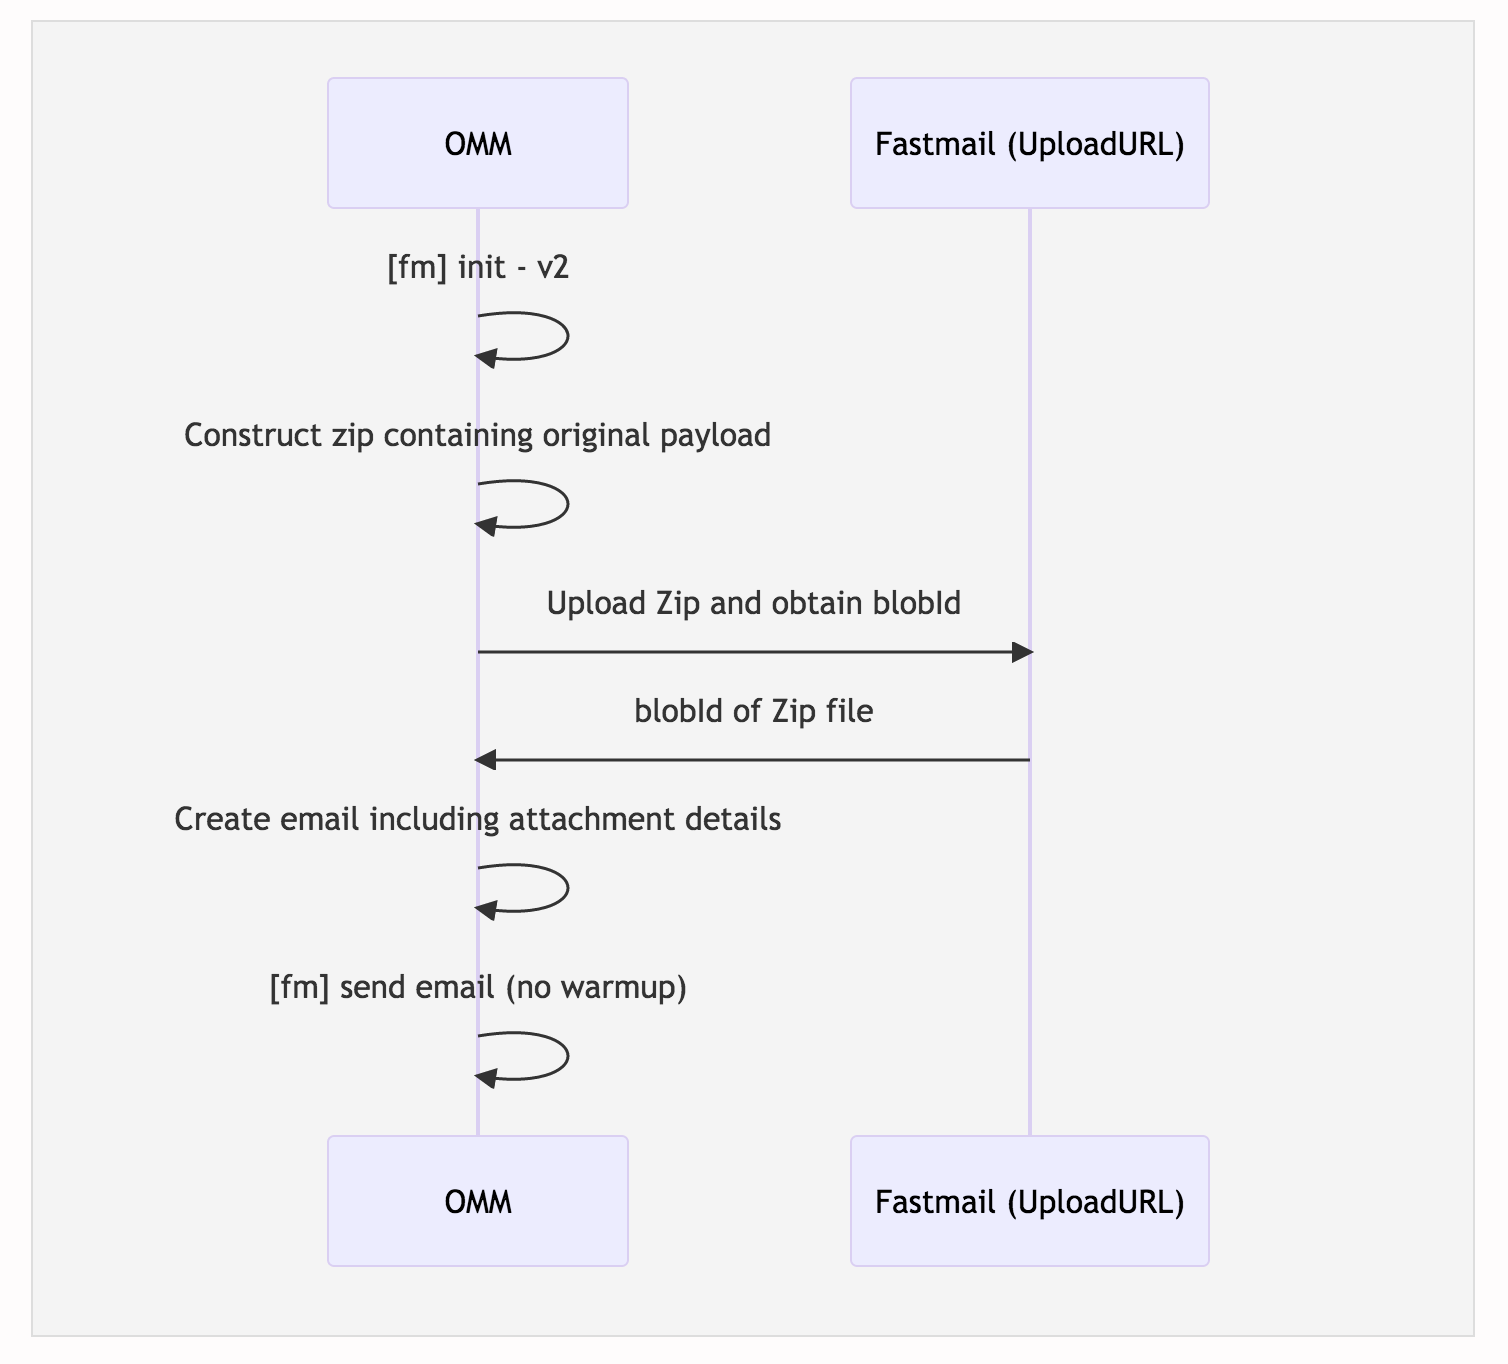 OMM
Fastmail (UploadURL)
[fm] init - v2
Construct zip containing original payload
Upload Zip and obtain blobId
blobId of Zip file
Create email including attachment details
[fm] send email (no warmup)
OMM
Fastmail (UploadURL)